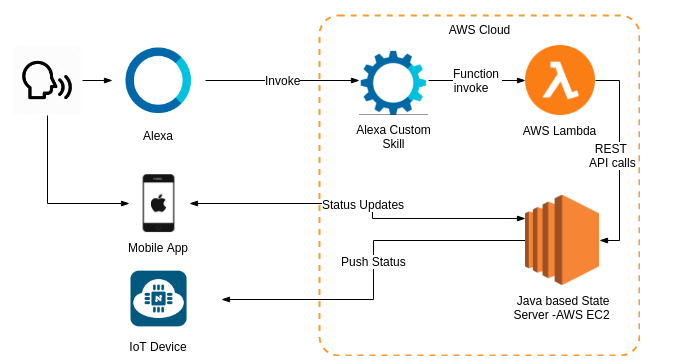 AWS Cloud
Alexa
Invoke
Alexa Custom
Skill
Function
invoke
AWS Lambda
REST
API calls
Mobile App
Status Updates
Push Status
Java based State
Server -AWS EC2
IoT Device